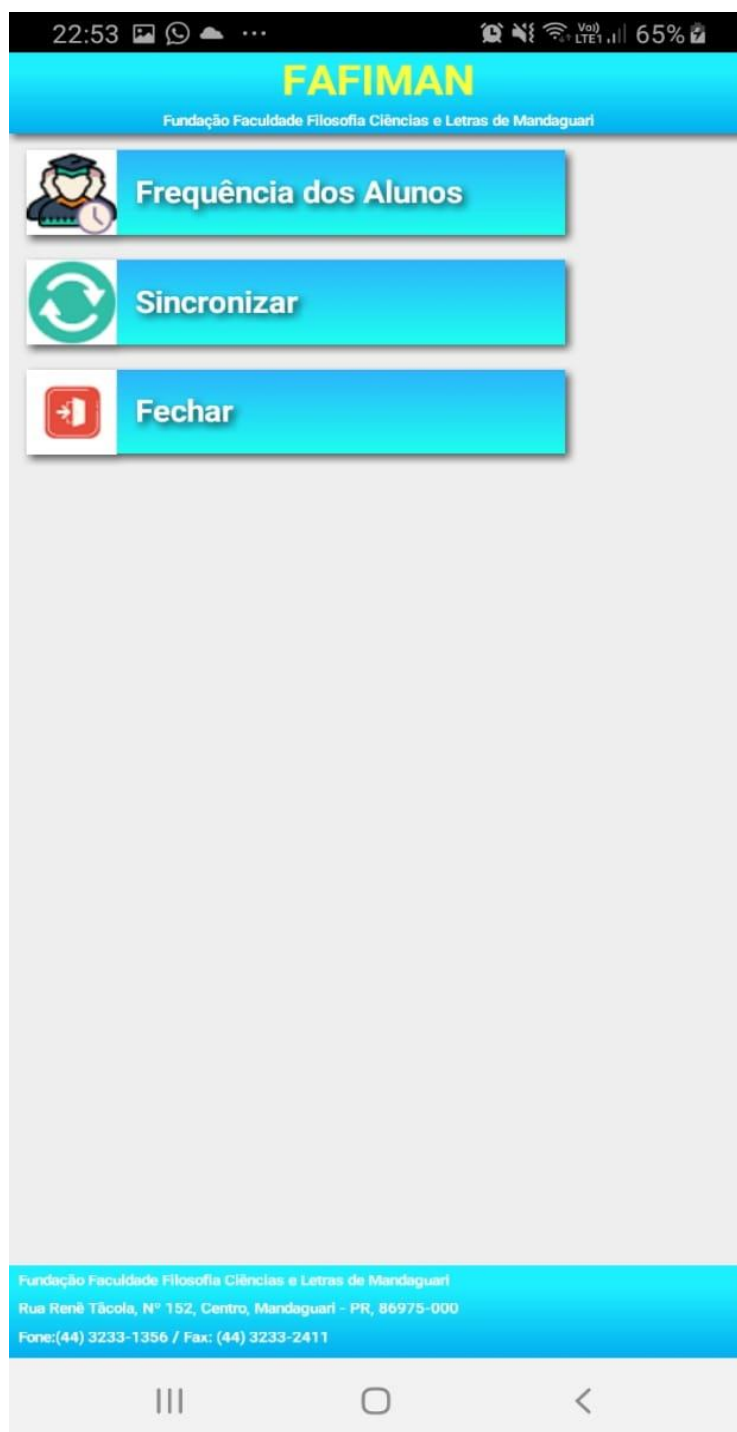 22:53
Vo)
LTE1
65%
FAFIMAN
Fundação Faculdade Filosofia Ciências e Letras de Mandaguari
Frequência dos Alunos
Sincronizar
Fechar
Fundação Faculdade Filosofia Ciências e Letras de Mandaguari
Rua Renê Tácola, Nº 152, Centro, Mandaguari - PR, 86975-000
Fone:(44) 3233-1356 / Fax: (44) 3233-2411